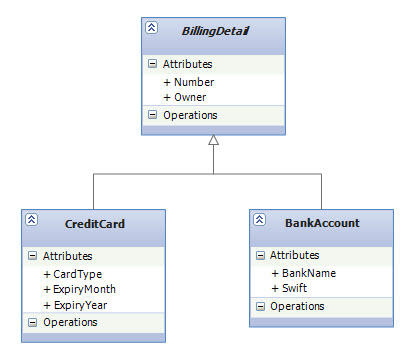 BillingDetail
Attributes
+ Number
+ Owner
Operations
CreditCard
Attributes
+ CardType
+ ExpiryMonth
+ ExpiryYear
Operations
BankAccount
Attributes
+ BankName
+ Swift
Operations